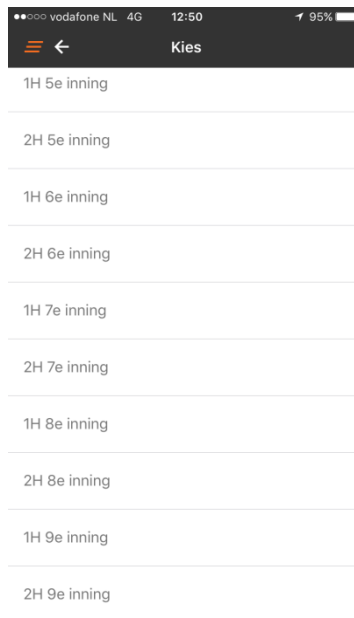 vodafone NL 4G 12:50 95%
Kies
1H 5e inning
2H 5e inning
1H 6e inning
2H 6e inning
1H 7e inning
2H 7e inning
1H 8e inning
2H 8e inning
1H 9e inning
2H 9e inning